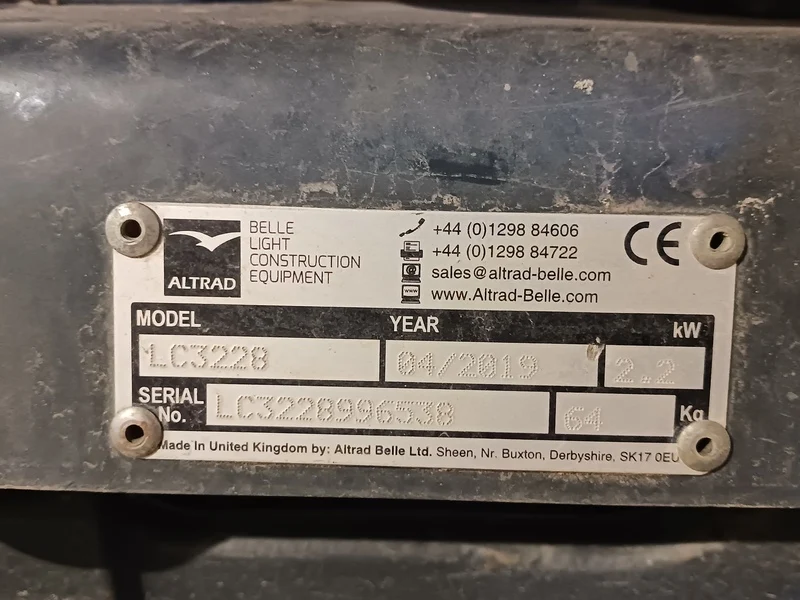 ALTRAD
BELLE
LIGHT
CONSTRUCTION
EQUIPMENT
+44 (0)1298 84606
+44 (0)1298 84722
sales@altrad-belle.com
www
www.Altrad-Belle.com
CE
MODEL YEAR kW
LC3228 04/2019 2.2
SERIAL No. LC3228996538 64 Kg
Made In United Kingdom by: Altrad Belle Ltd. Sheen, Nr. Buxton, Derbyshire, SK17 0EU